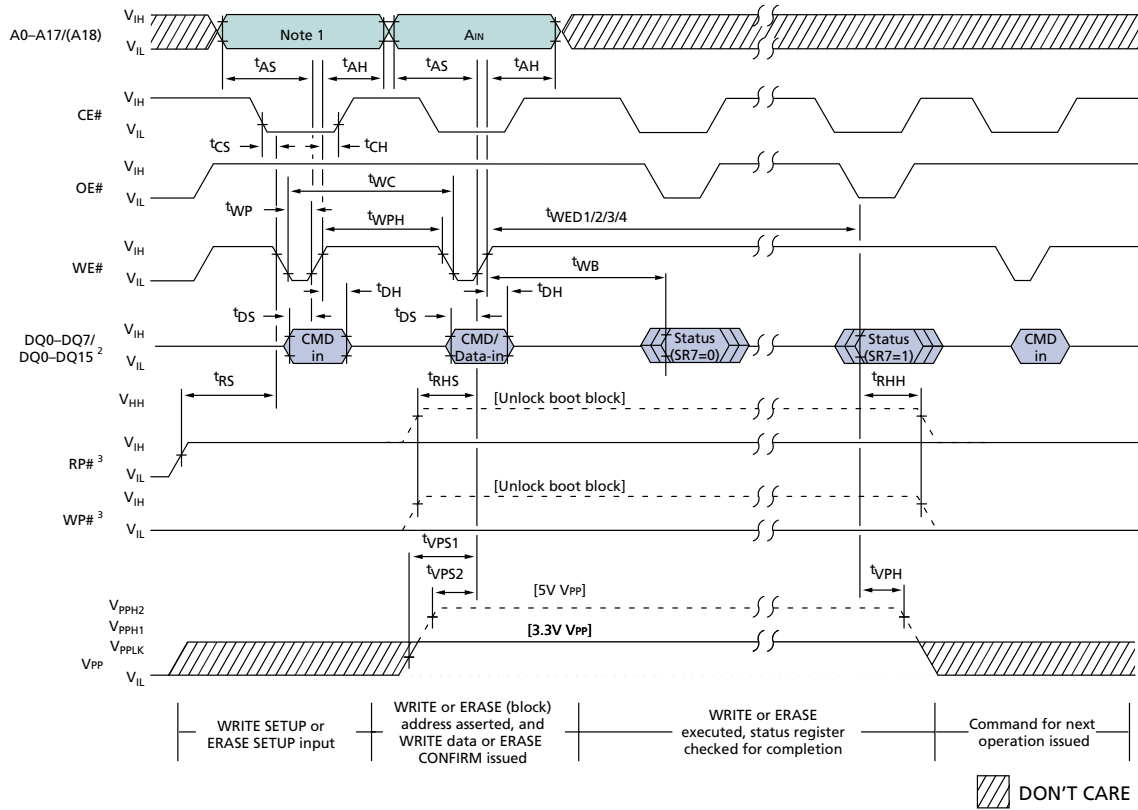 A0–A17/(A18)
VIH
VIL
Note 1
AIN
tAS
tAH
tAS
tAH
CE#
VIH
VIL
tCS
tCH
OE#
VIH
VIL
tWC
tWP
tWPH
tWED1/2/3/4
WE#
VIH
VIL
tWB
tDH
tDH
tDS
tDS
DQ0–DQ7/
DQ0–DQ15 2
VIH
VIL
CMD
in
CMD/
Data-in
Status
(SR7=0)
Status
(SR7=1)
CMD
in
tRS
tRHS
tRHH
VHH
[Unlock boot block]
VIH
RP# 3
VIL
VIH
[Unlock boot block]
WP# 3
VIL
tVPS1
tVPS2
tVPH
VPPH2
[5V VPP]
VPPH1
[3.3V VPP]
VPPLK
VPP
VIL
WRITE SETUP or
ERASE SETUP input
WRITE or ERASE (block)
address asserted, and
WRITE data or ERASE
CONFIRM issued
WRITE or ERASE
executed, status register
checked for completion
Command for next
operation issued
DON'T CARE